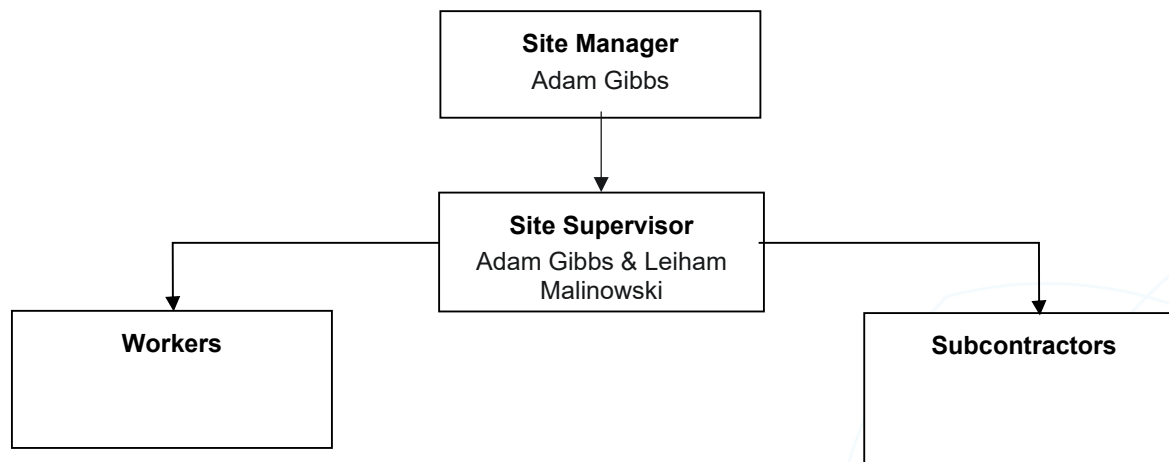 Site Manager
Adam Gibbs
Site Supervisor
Adam Gibbs & Leiham
Malinowski
Workers
Subcontractors